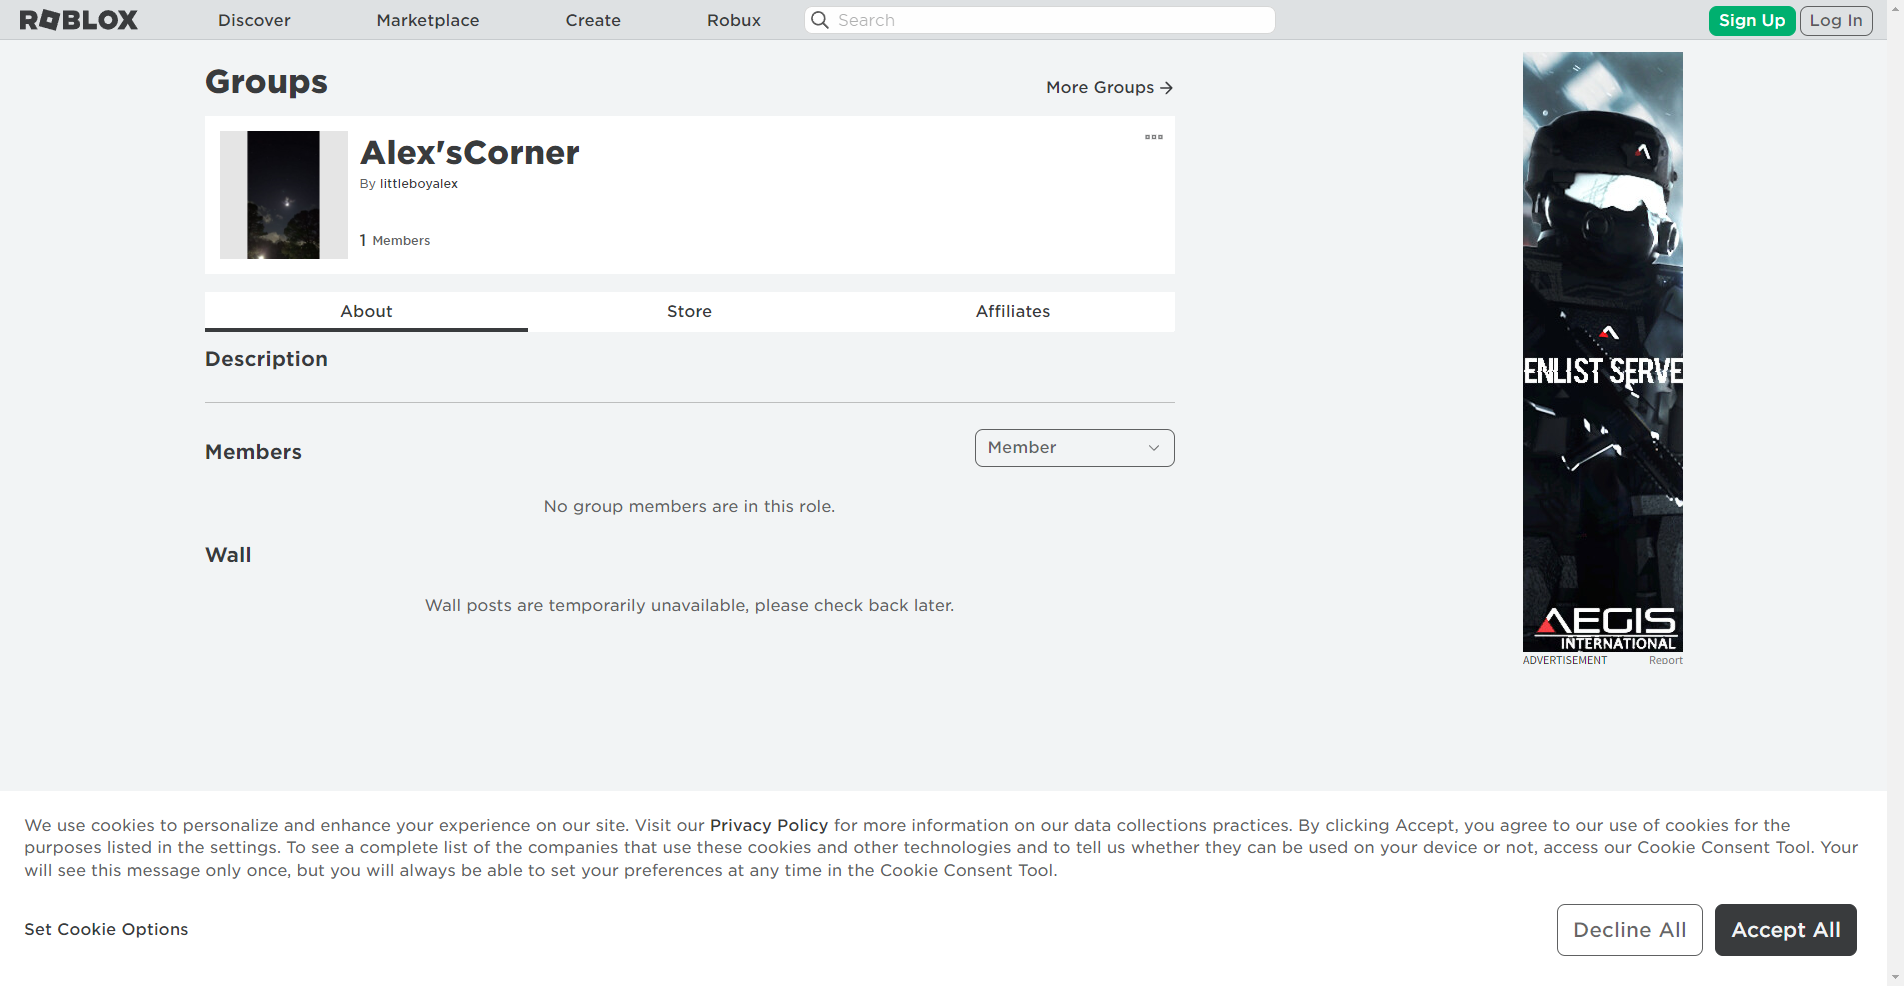 ROBLOX
Discover
Marketplace
Create
Robux
Search
Sign Up
Log In
Groups
More Groups →
Alex'sCorner
By littleboyalex
1 Members
About
Store
Affiliates
Description
Members
Member
No group members are in this role.
Wall
Wall posts are temporarily unavailable, please check back later.
ENLIST SERVE
AEGIS
INTERNATIONAL
ADVERTISEMENT
Report
We use cookies to personalize and enhance your experience on our site. Visit our Privacy Policy for more information on our data collections practices. By clicking Accept, you agree to our use of cookies for the
purposes listed in the settings. To see a complete list of the companies that use these cookies and other technologies and to tell us whether they can be used on your device or not, access our Cookie Consent Tool. Your
will see this message only once, but you will always be able to set your preferences at any time in the Cookie Consent Tool.
Set Cookie Options
Decline All
Accept All